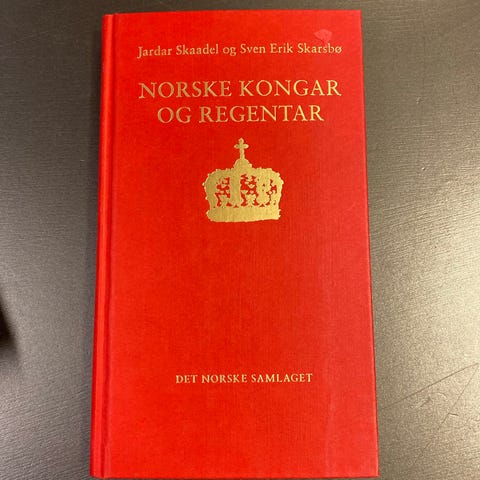 Jardar Skaadel og Sven Erik Skarsbø
NORSKE KONGAR
OG REGENTAR
DET NORSKE SAMLAGET